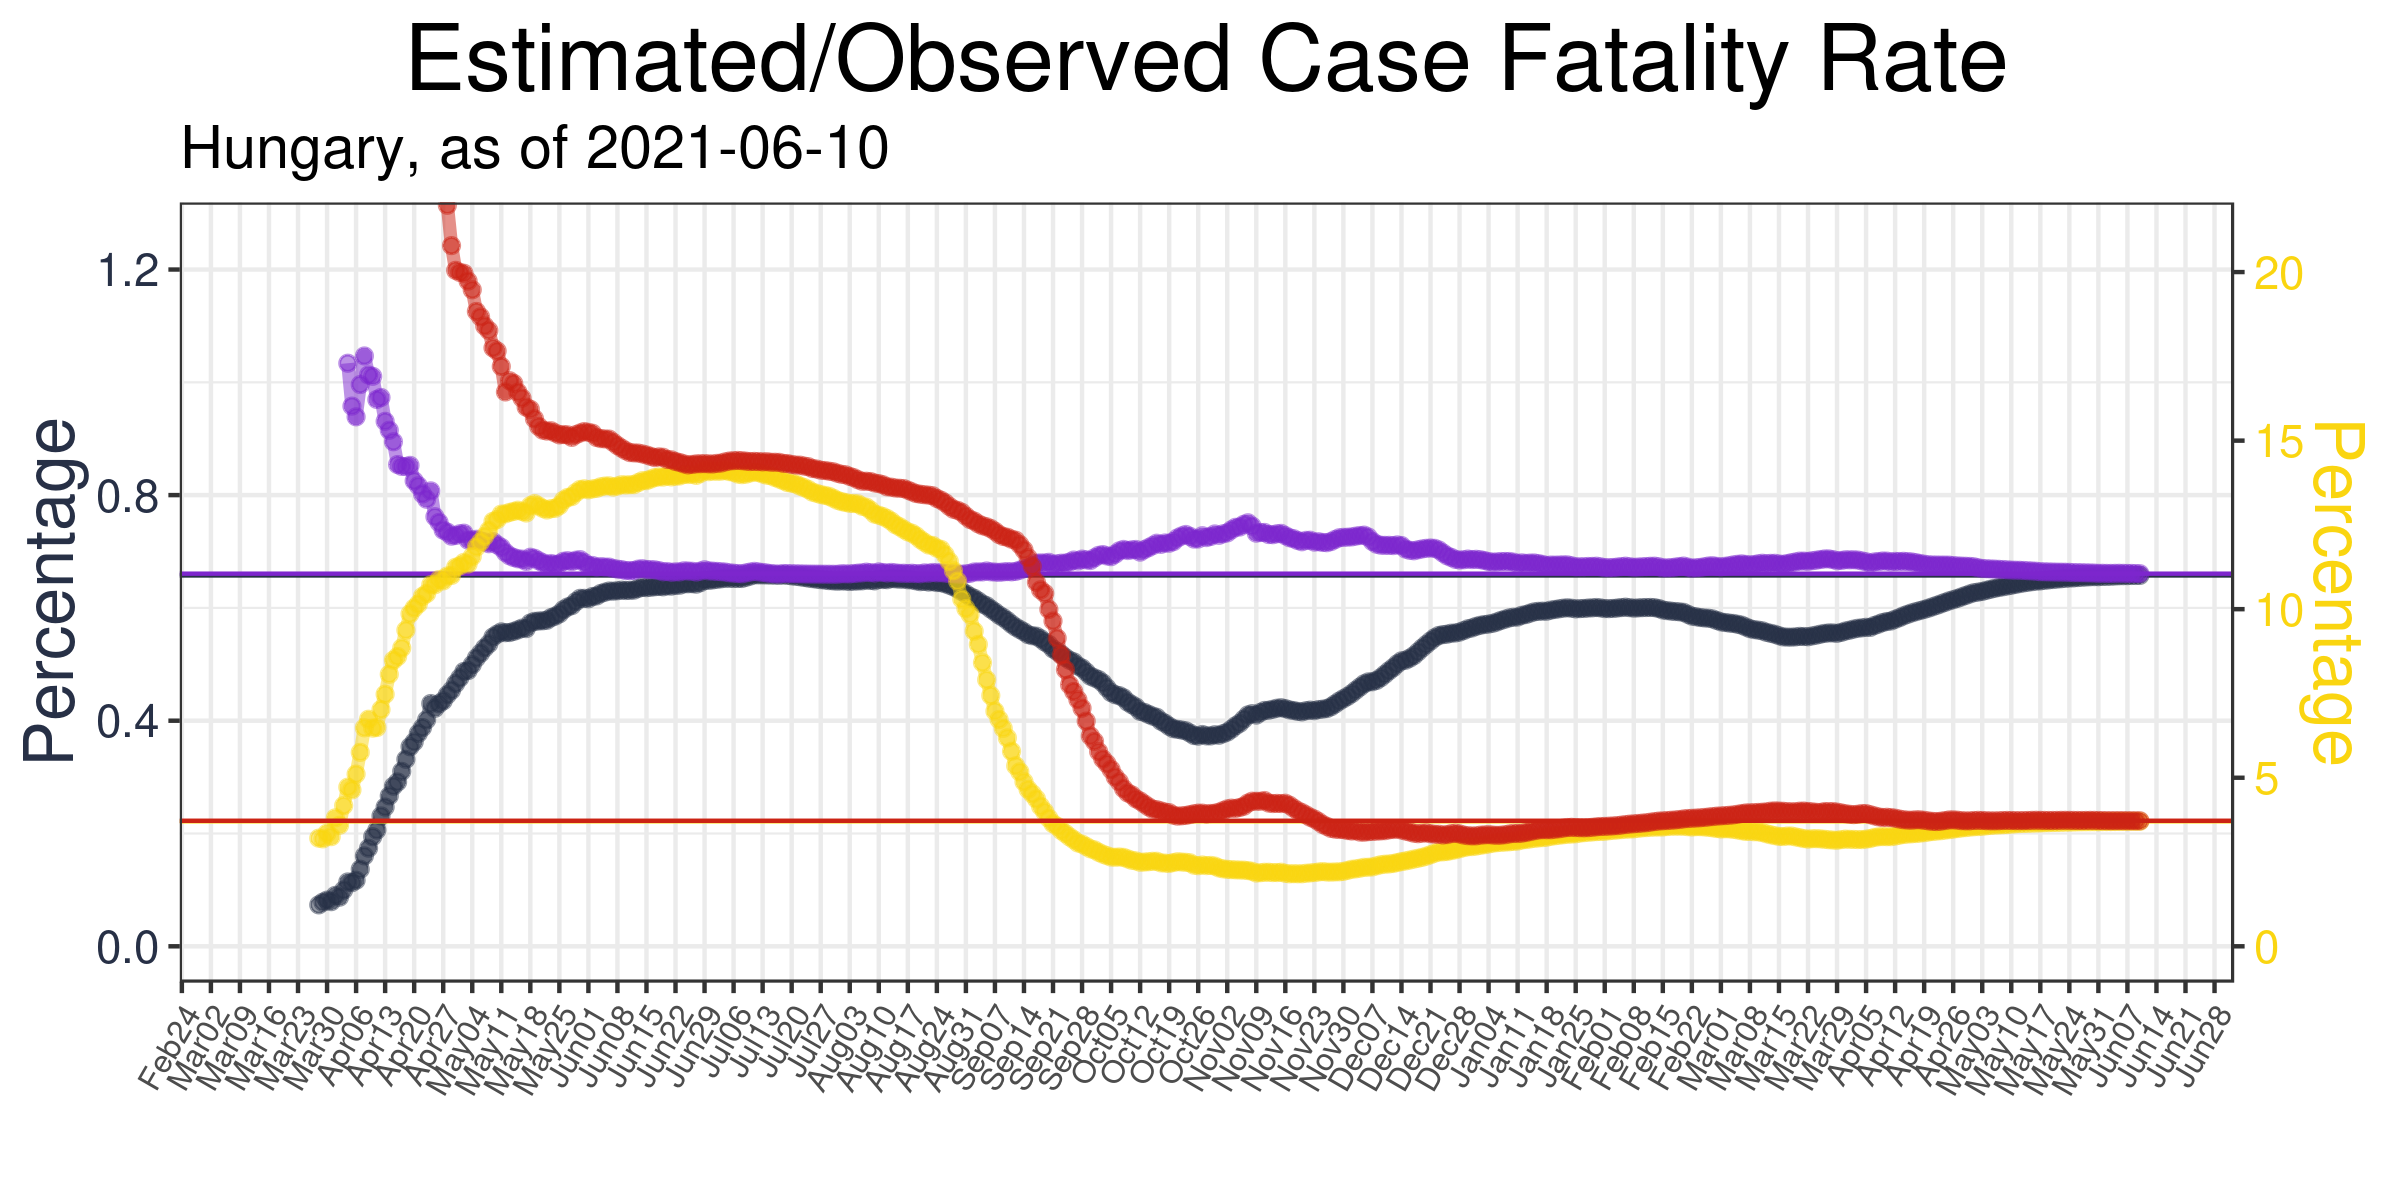 Estimated/Observed Case Fatality Rate
Hungary, as of 2021-06-10
1.2
0.8
0.4
0.0
Percentage
20
15
10
5
0
Percentage
Feb24
Mar02
Mar09
Mar16
Mar23
Mar30
Apr06
Apr13
Apr20
Apr27
May04
May11
May18
May25
Jun01
Jun08
Jun15
Jun22
Jun29
Jul06
Jul13
Jul20
Jul27
Aug03
Aug10
Aug17
Aug24
Aug31
Sep07
Sep14
Sep21
Sep28
Oct05
Oct12
Oct19
Oct26
Nov02
Nov09
Nov16
Nov23
Nov30
Dec07
Dec14
Dec21
Dec28
Jan04
Jan11
Jan18
Jan25
Feb01
Feb08
Feb15
Feb22
Mar01
Mar08
Mar15
Mar22
Mar29
Apr05
Apr12
Apr19
Apr26
May03
May10
May17
May24
May31
Jun07
Jun14
Jun21
Jun28